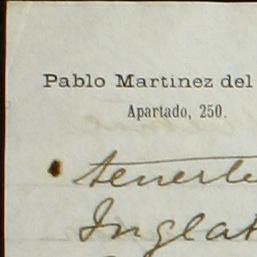 Pablo Martinez del
Apartado, 250.
tenerle
Inglat